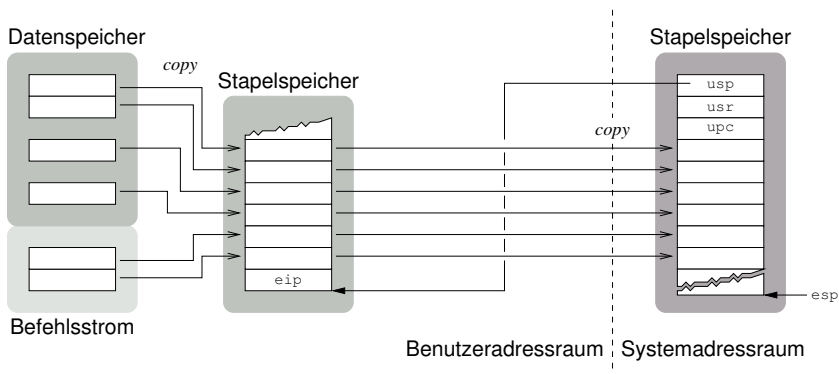 Datenspeicher
copy
Stapelspeicher
Stapelspeicher
usp
usr
upc
copy
eip
esp
Befehlsstrom
Benutzeradressraum
Systemadressraum